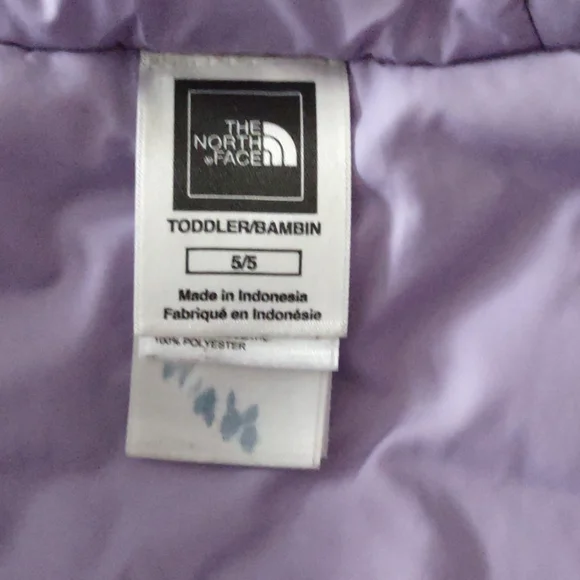 THE
NORTH
FACE
TODDLER/BAMBIN
5/5
Made in Indonesia
Fabriqué en Indonésie
100% POLYESTER